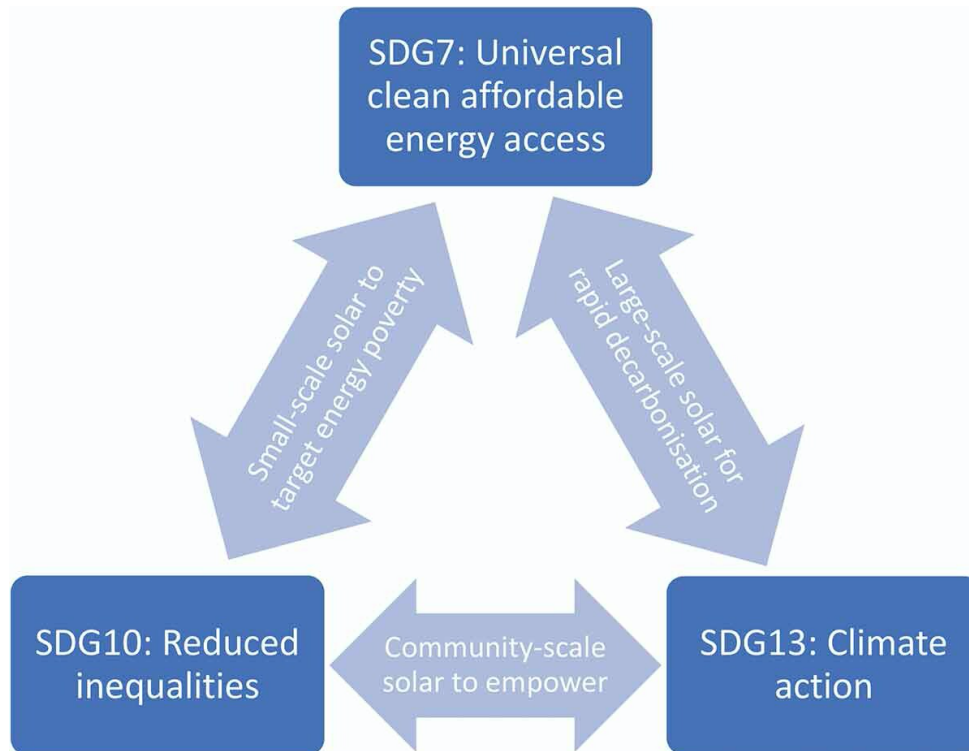 SDG7: Universal
clean affordable
energy access
Small-scale solar to
target energy poverty
Large-scale solar for
rapid decarbonisation
SDG10: Reduced
inequalities
Community-scale
solar to empower
SDG13: Climate
action